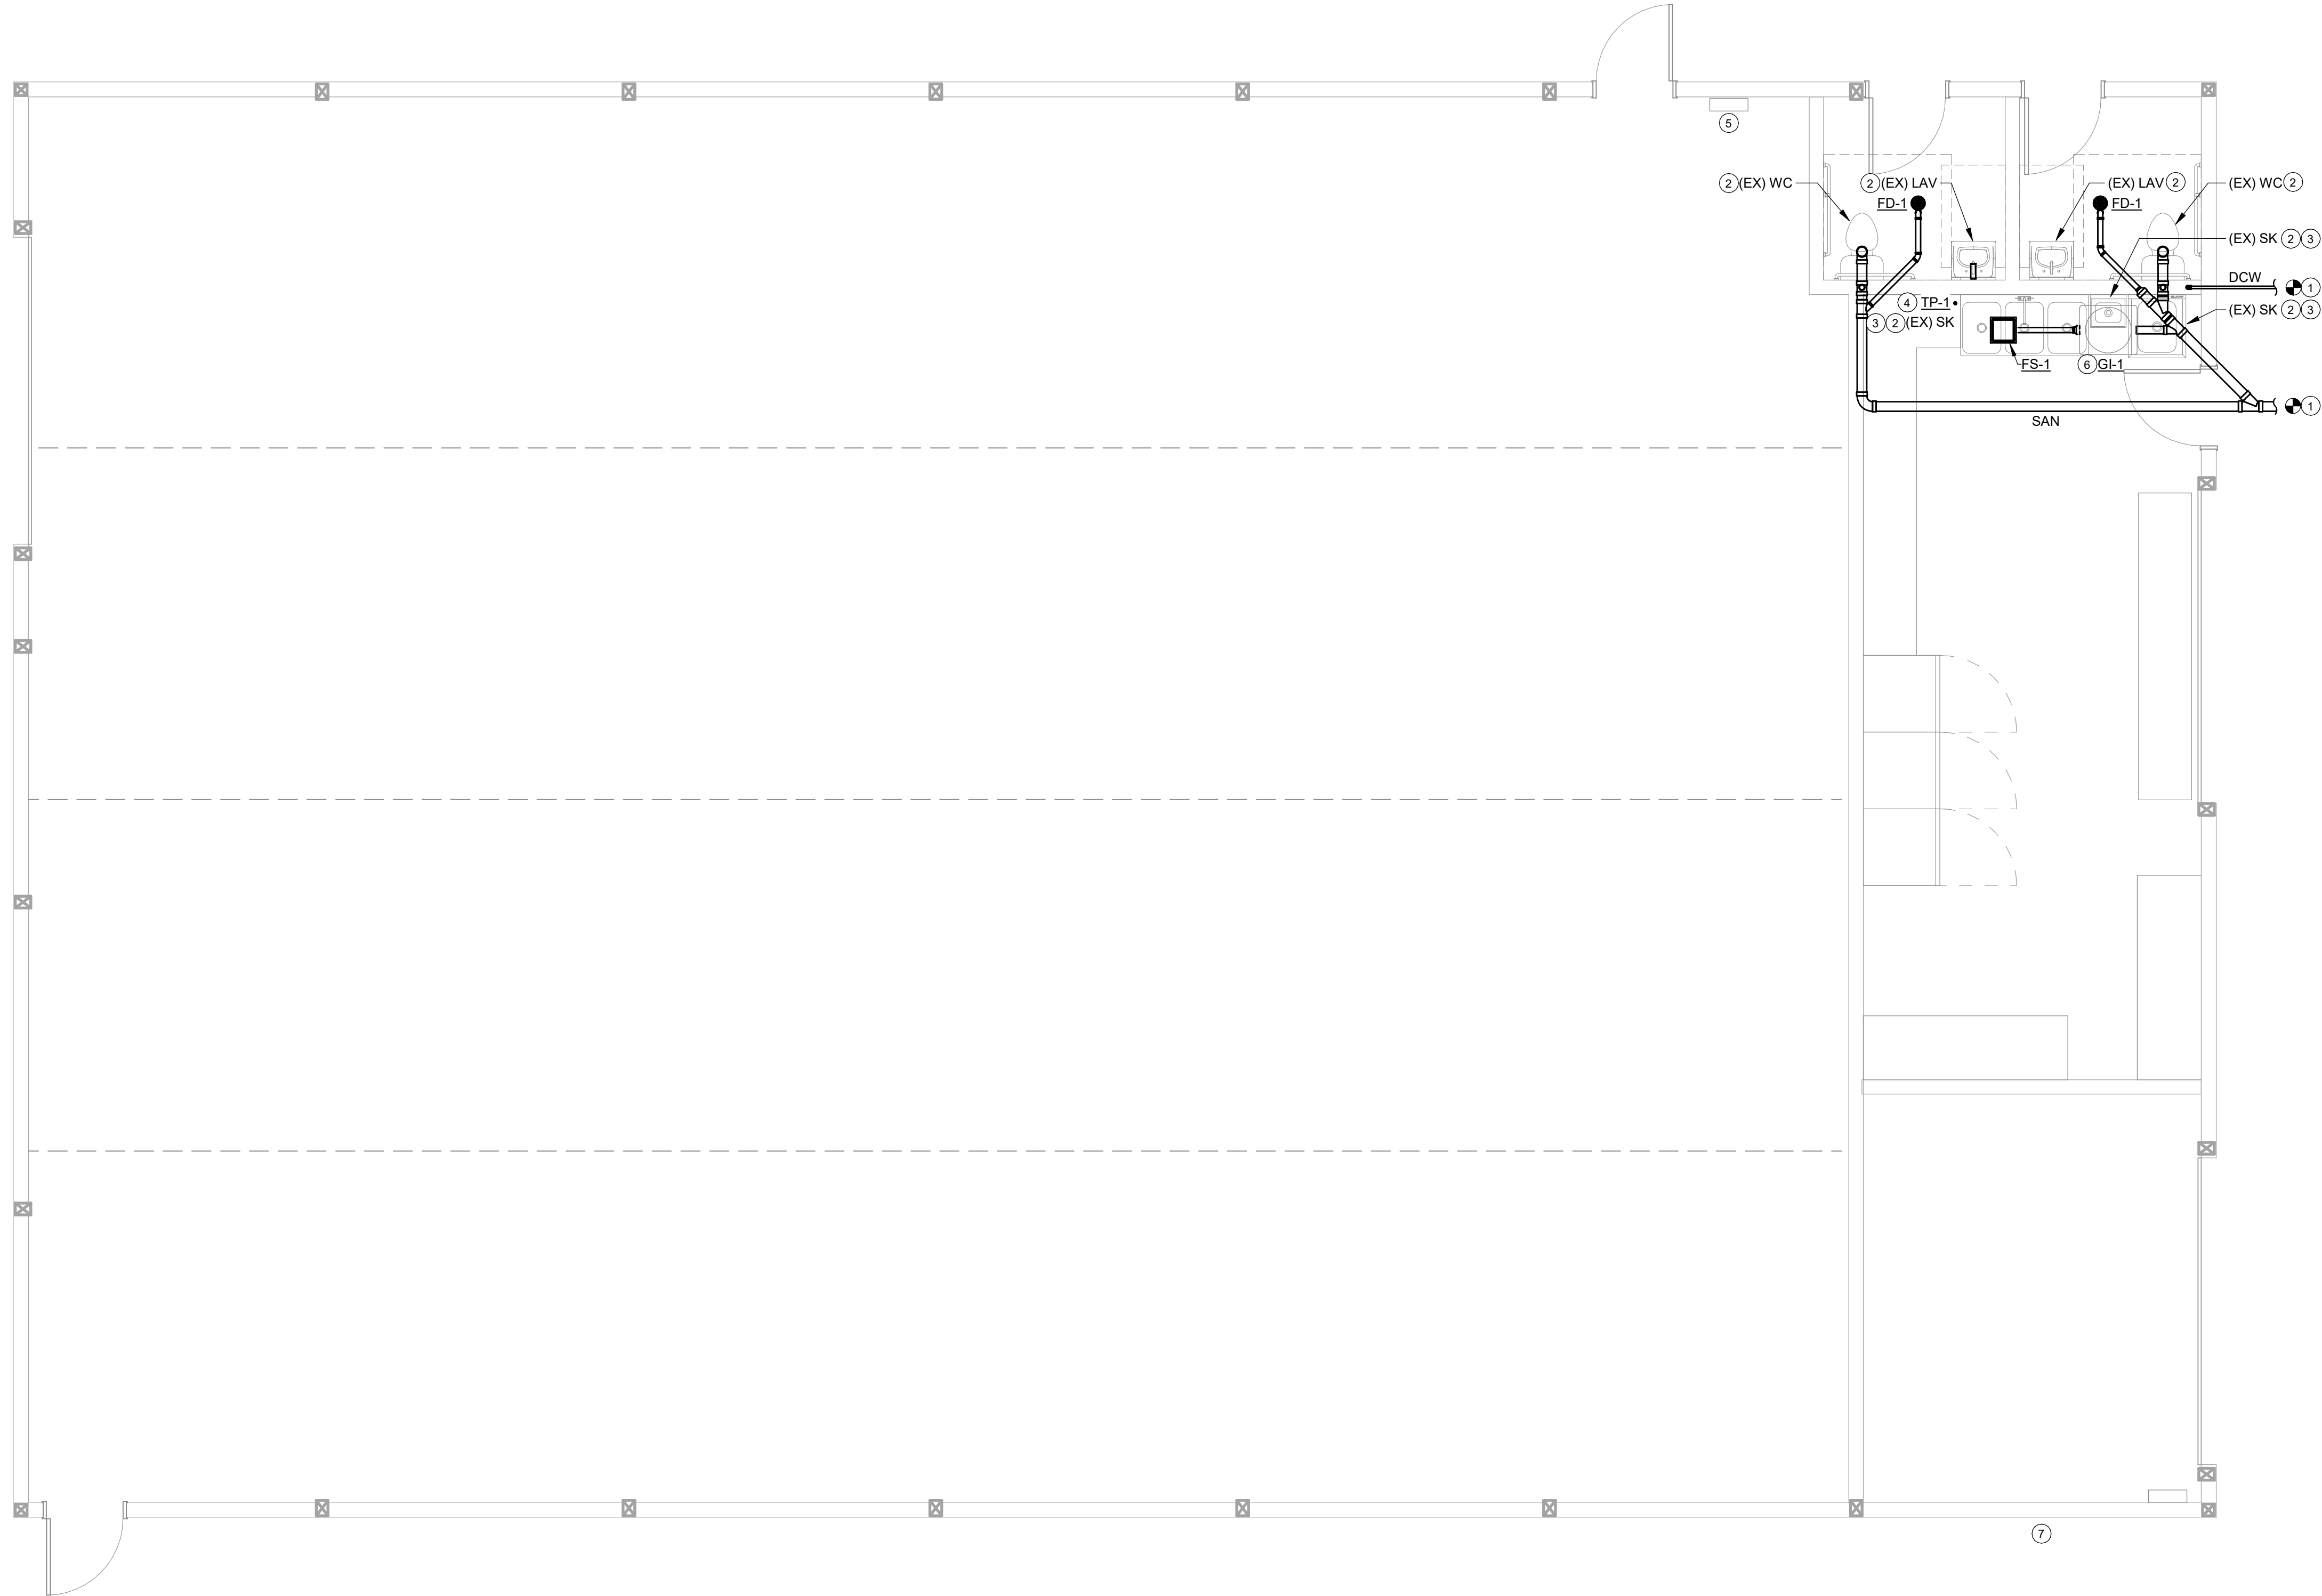 5
2 (EX) WC
2 (EX) LAV
(EX) LAV 2
(EX) WC 2
FD-1
FD-1
(EX) SK 2 3
DCW
1
4 TP-1
(EX) SK 2 3
3 2 (EX) SK
FS-1
6 GI-1
1
SAN
7